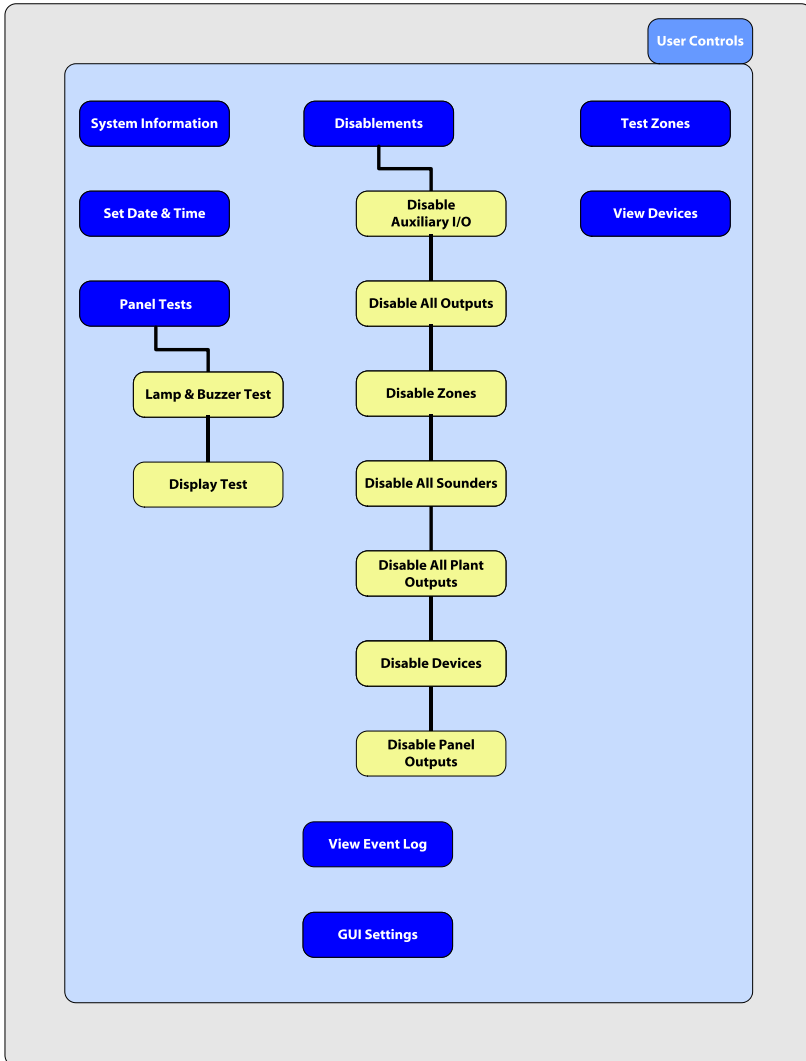 User Controls
System Information
Set Date & Time
Panel Tests
Lamp & Buzzer Test
Display Test
Disablements
Disable
Auxiliary I/O
Disable All Outputs
Disable Zones
Disable All Sounders
Disable All Plant
Outputs
Disable Devices
Disable Panel
Outputs
View Event Log
GUI Settings
Test Zones
View Devices